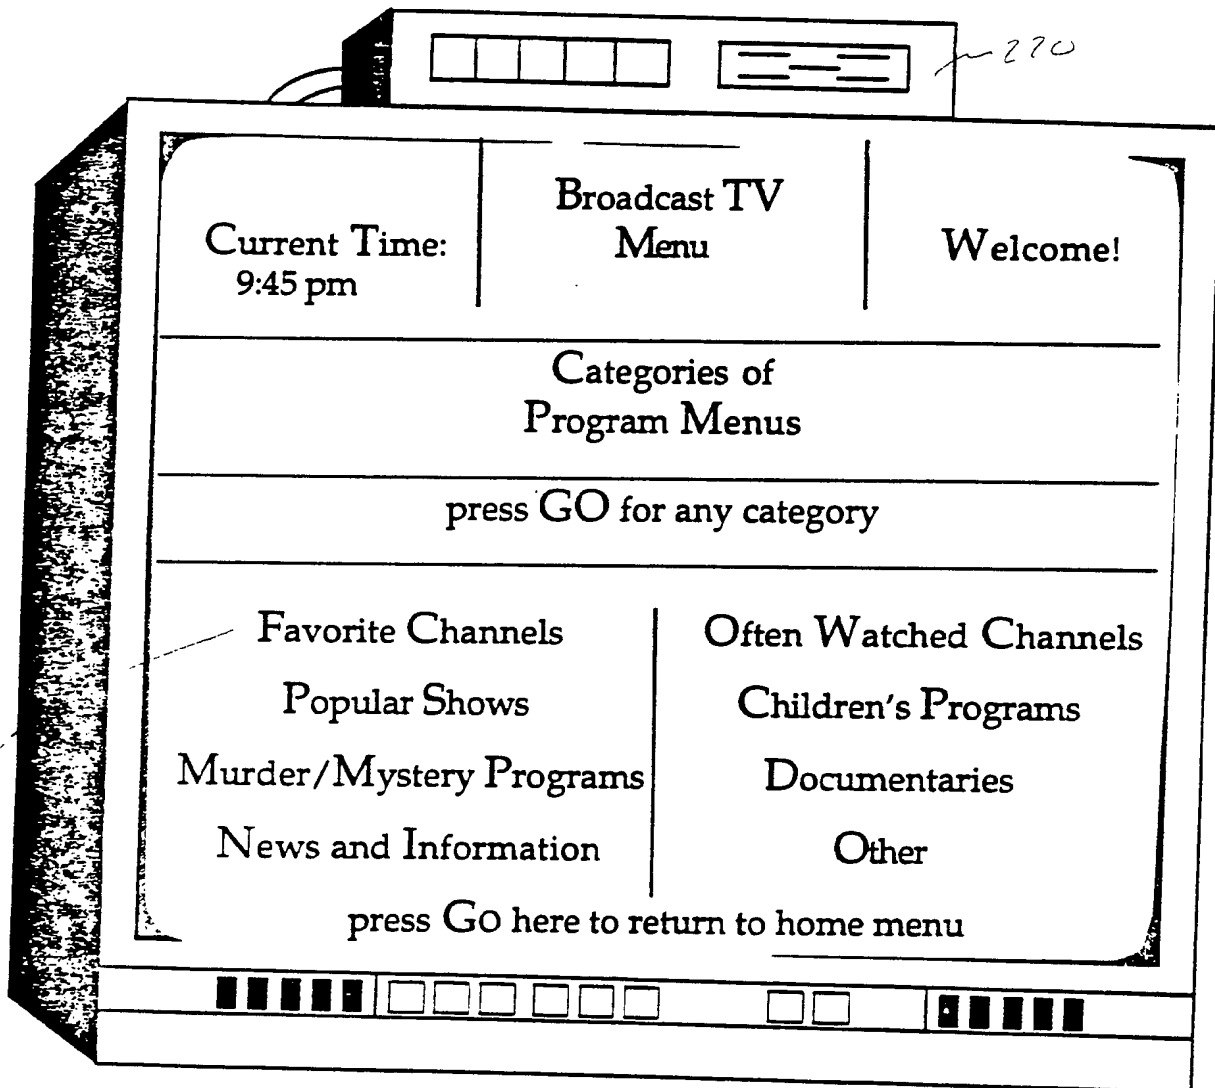 220
Current Time:
9:45 pm
Broadcast TV
Menu
Welcome!
Categories of
Program Menus
press GO for any category
Favorite Channels
Popular Shows
Murder/Mystery Programs
News and Information
Often Watched Channels
Children's Programs
Documentaries
Other
press Go here to return to home menu